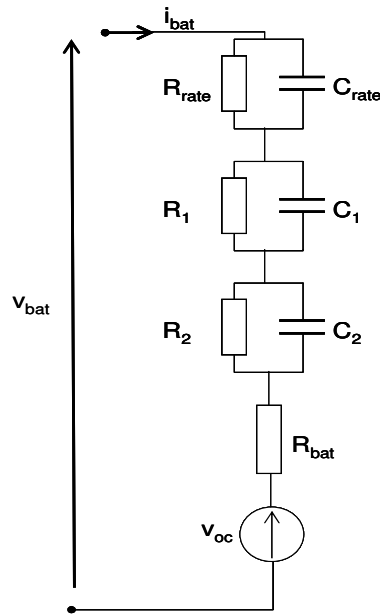 i_bat
R_rate C_rate
R_1 C_1
v_bat
R_2 C_2
R_bat
v_oc